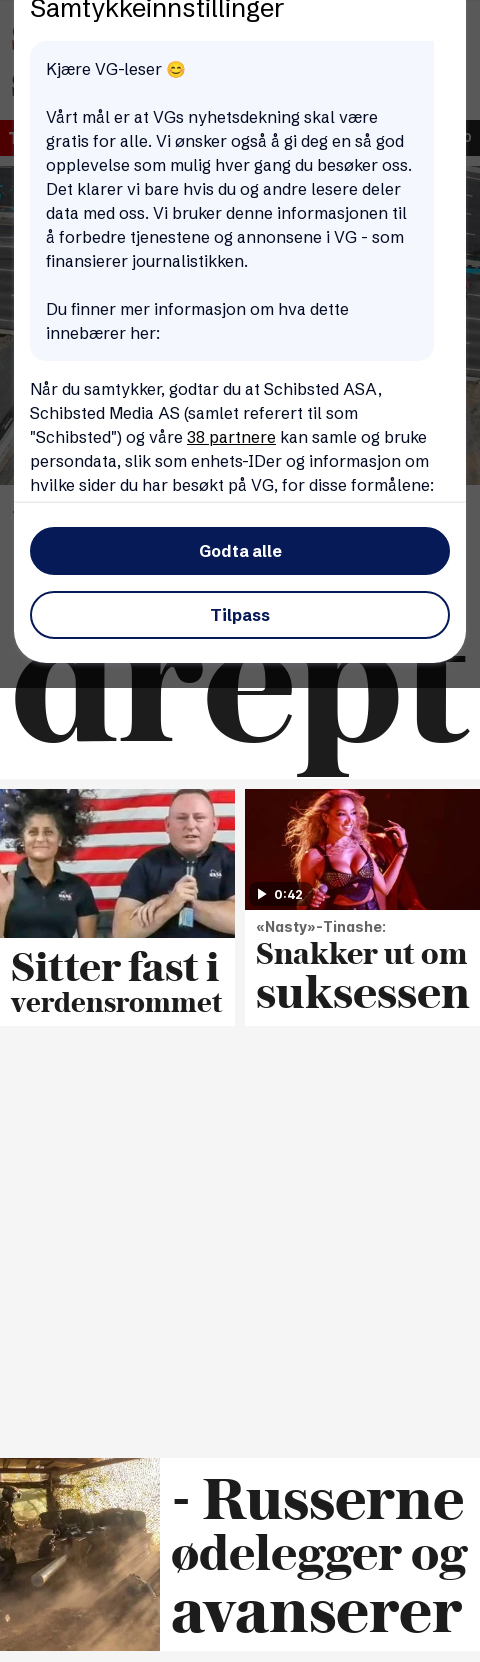 Samtykkeinnstillinger
Kjære VG-leser 😊
Vårt mål er at VGs nyhetsdekning skal være
gratis for alle. Vi ønsker også å gi deg en så god
opplevelse som mulig hver gang du besøker oss.
Det klarer vi bare hvis du og andre lesere deler
data med oss. Vi bruker denne informasjonen til
å forbedre tjenestene og annonsene i VG - som
finansierer journalistikken.
Du finner mer informasjon om hva dette
innebærer her:
Når du samtykker, godtar du at Schibsted ASA,
Schibsted Media AS (samlet referert til som
"Schibsted") og våre 38 partnere kan samle og bruke
persondata, slik som enhets-IDer og informasjon om
hvilke sider du har besøkt på VG, for disse formålene:
Godta alle
Tilpass
drept
0:42
Sitter fast i
verdensrommet
«Nasty»-Tinashe:
Snakker ut om
suksessen
- Russerne
ødelegger og
avanserer